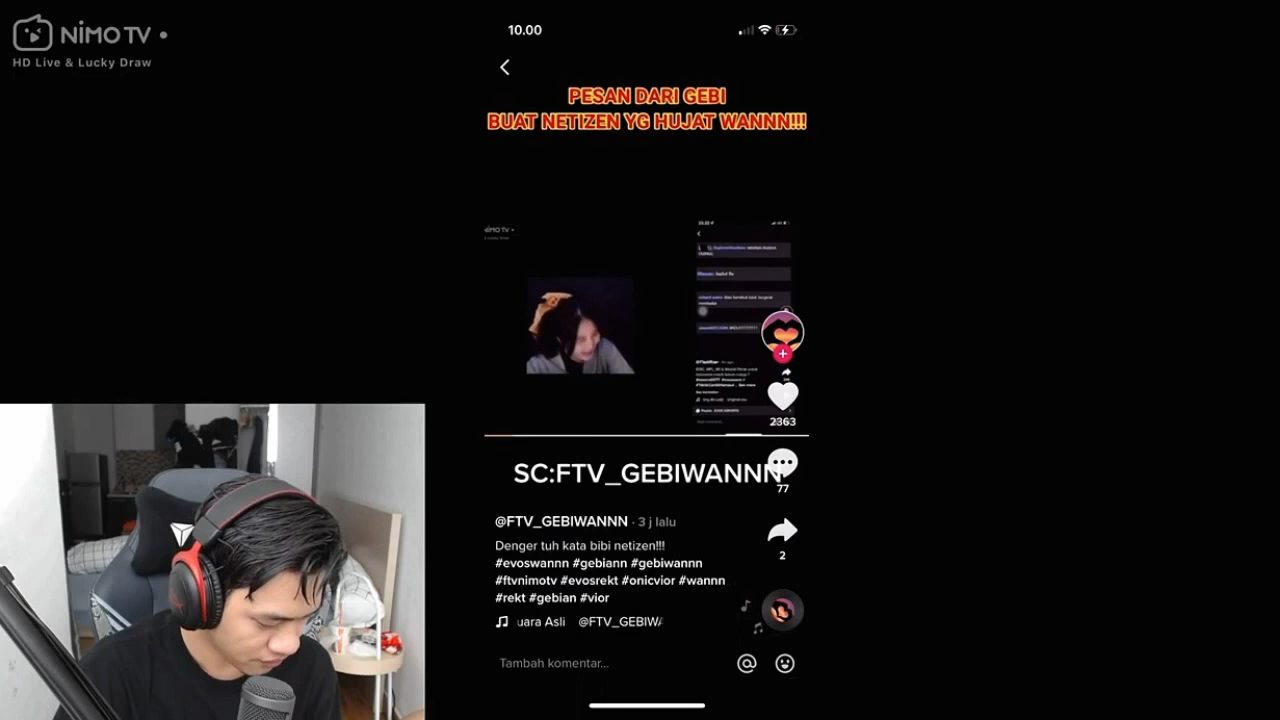 NiMO TV
HD Live & Lucky Draw
10.00
PESAN DARI GEBI
BUAT NETIZEN YG HUJAT WANNN!!!
2363
SC:FTV_GEBIWANNN
77
@FTV_GEBIWANNN · 3 j lalu
Denger tuh kata bibi netizen!!!
#evoswannn #gebiann #gebiwannn
#ftvnimotv #evosrekt #onicvior #wannn
#rekt #gebian #vior
2
uara Asli @FTV_GEBIWA
Tambah komentar...